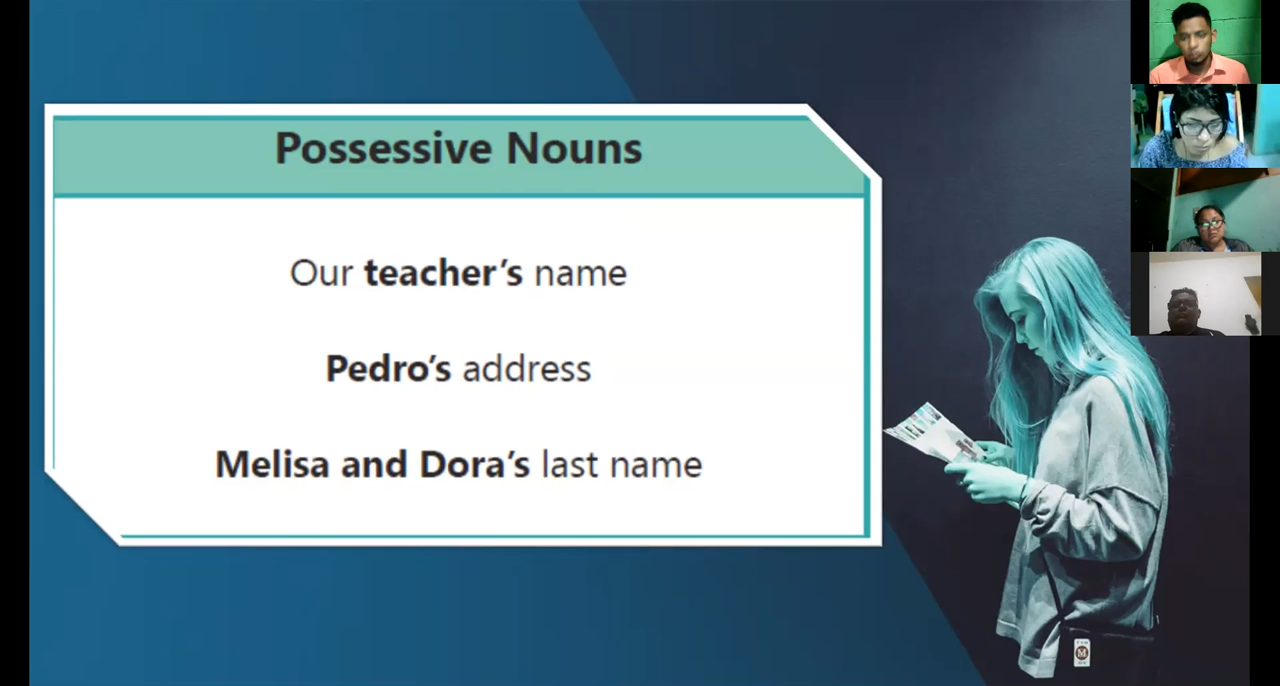 Possessive Nouns
Our teacher’s name
Pedro’s address
Melisa and Dora’s last name
M